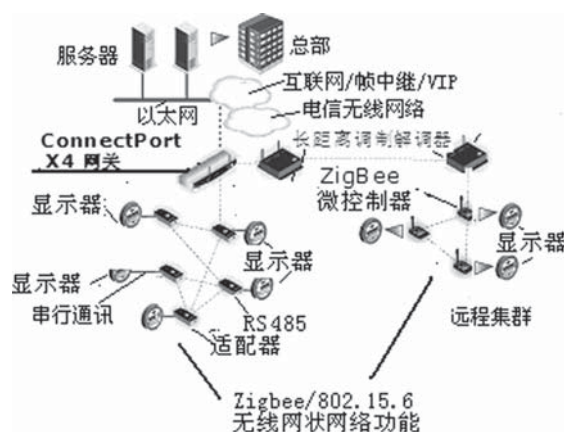 服务器
总部
互联网/帧中继/VIP
以太网
电信无线网络
ConnectPort
X4 网关
长距离调制解调器
ZigBee
微控制器
显示器
显示器
显示器
显示器
串行通讯
RS485
适配器
远程集群
Zigbee/802.15.6
无线网状网络功能